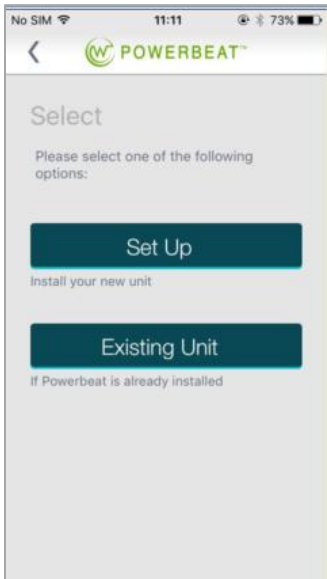 No SIM 11:11 73%
W POWERBEAT™
Select
Please select one of the following
options:
Set Up
Install your new unit
Existing Unit
If Powerbeat is already installed